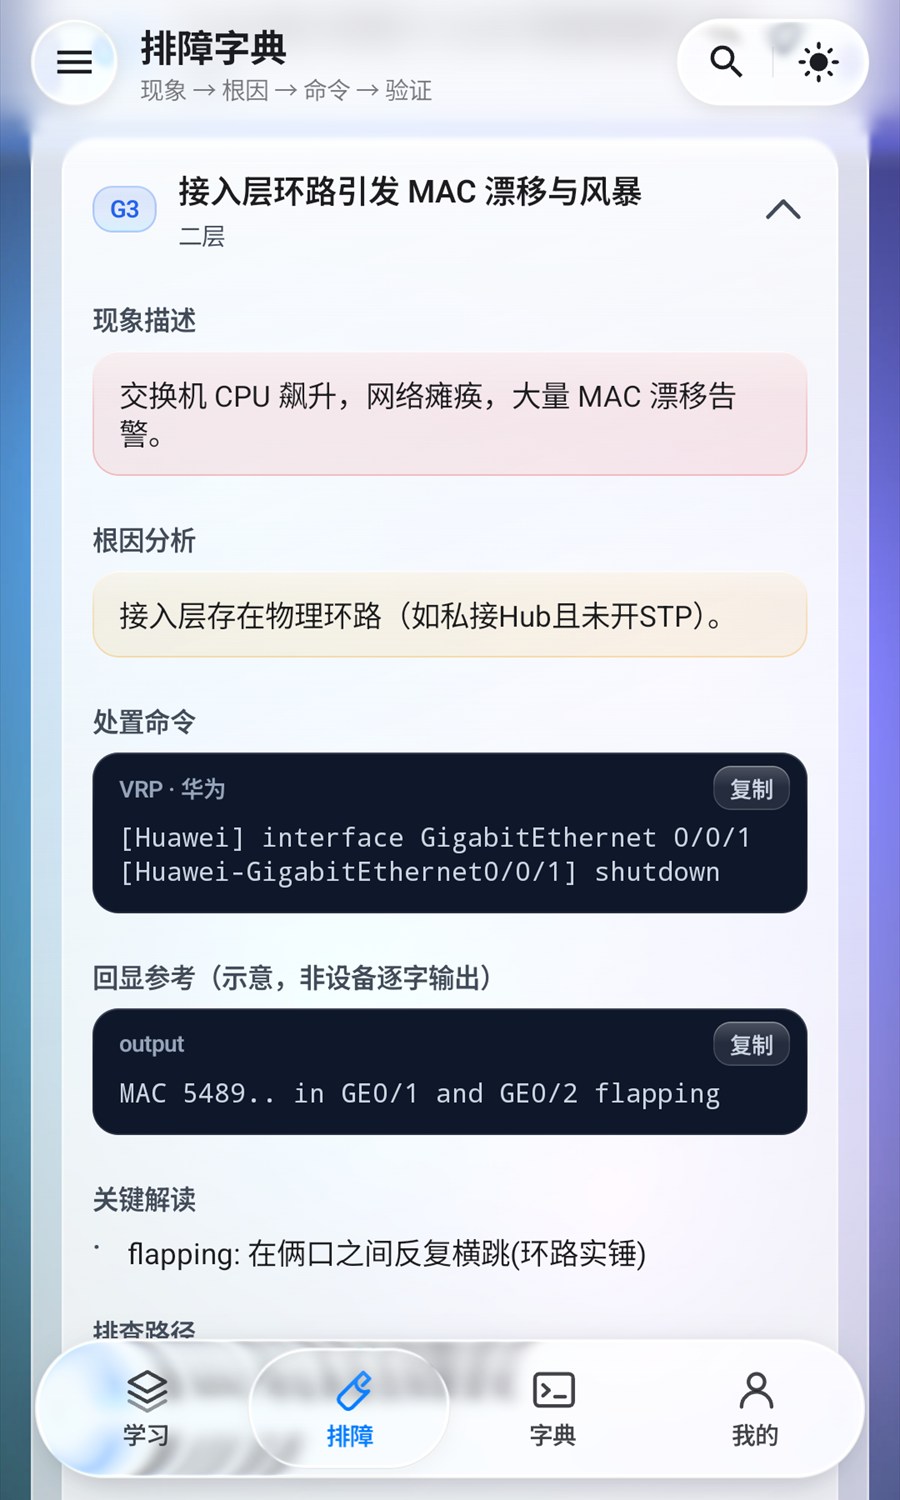 排障字典
现象 → 根因 → 命令 → 验证
G3
接入层环路引发 MAC 漂移与风暴
二层
现象描述
交换机 CPU 飙升，网络瘫痪，大量 MAC 漂移告
警。
根因分析
接入层存在物理环路（如私接Hub且未开STP）。
处置命令
VRP · 华为
复制
[Huawei] interface GigabitEthernet 0/0/1
[Huawei-GigabitEthernet0/0/1] shutdown
回显参考（示意，非设备逐字输出）
output
复制
MAC 5489.. in GE0/1 and GE0/2 flapping
关键解读
· flapping: 在俩口之间反复横跳(环路实锤)
排查路径
学习
排障
字典
我的